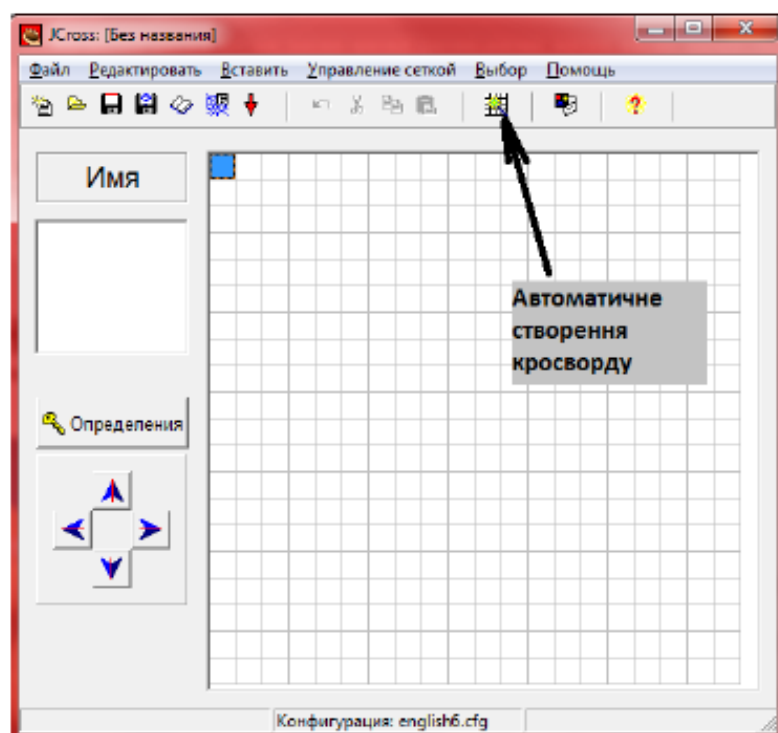 JCross: [Без названия]
Файл Редактировать Вставить Управление сеткой Выбор Помощь
Имя
Автоматичне
створення
кросворду
Определения
Конфигурация: english6.cfg